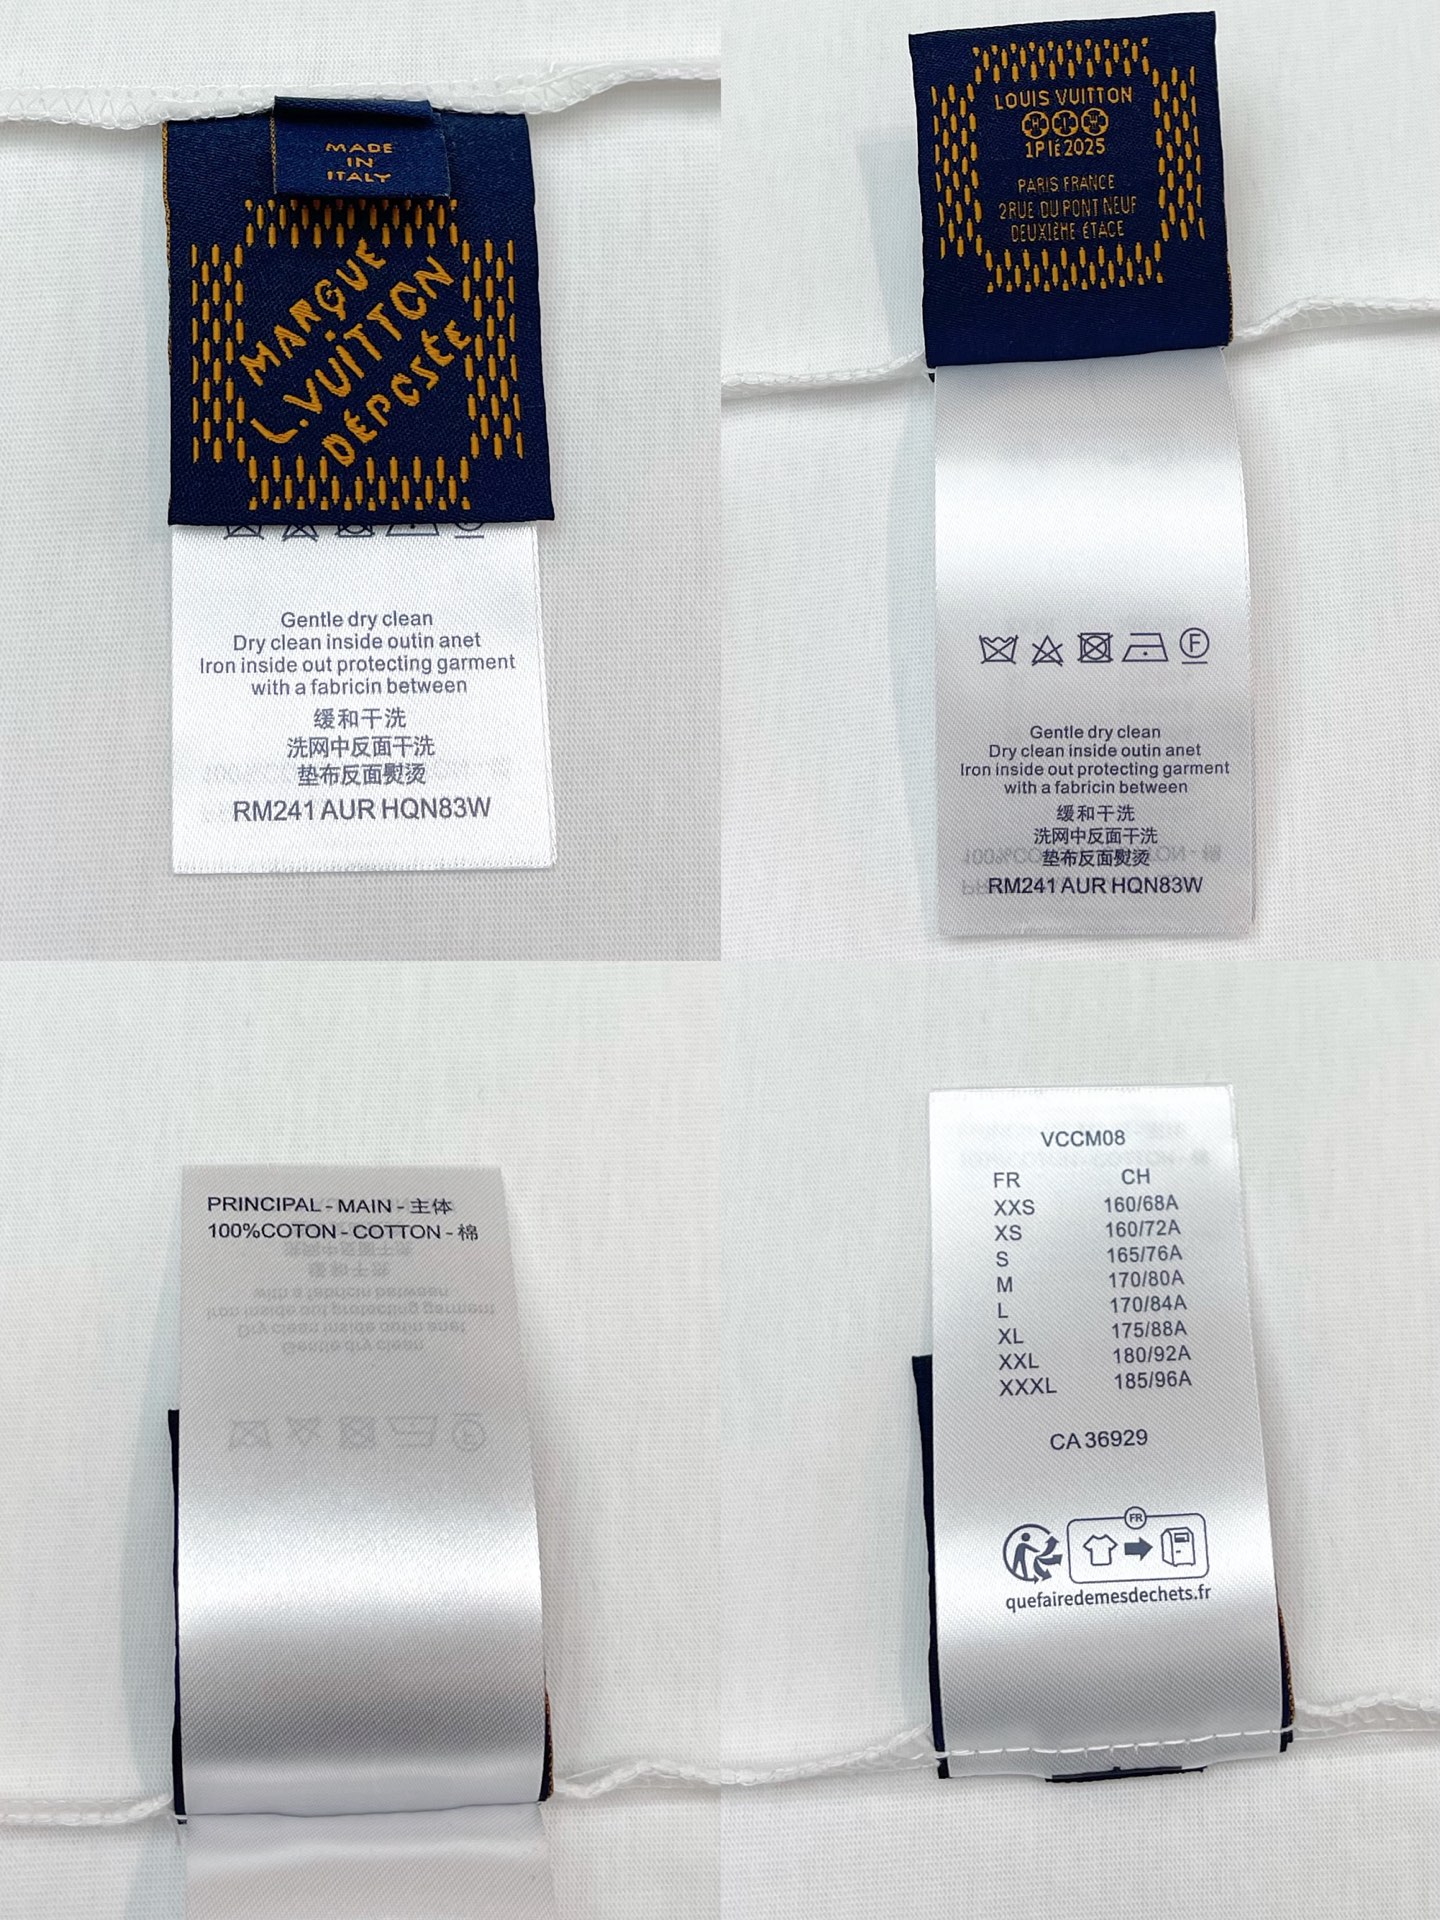 MADE
IN
ITALY
MARQUE
L.VUITTON
DÉPOSÉE
Gentle dry clean
Dry clean inside outin anet
Iron inside out protecting garment
with a fabricin between
缓和干洗
洗网中反面干洗
垫布反面熨烫
RM241 AUR HQN83W
LOUIS VUITTON
1PIé2025
PARIS FRANCE
2RUE DU PONT NEUF
DEUXIÈHE ÉTACE
F
Gentle dry clean
Dry clean inside outin anet
Iron inside out protecting garment
with a fabricin between
缓和干洗
洗网中反面干洗
垫布反面熨烫
RM241 AUR HQN83W
PRINCIPAL - MAIN - 主体
100%COTON - COTTON - 棉
VCCM08
FR CH
XXS 160/68A
XS 160/72A
S 165/76A
M 170/80A
L 170/84A
XL 175/88A
XXL 180/92A
XXXL 185/96A
CA 36929
FR
quefairedemesdechets.fr